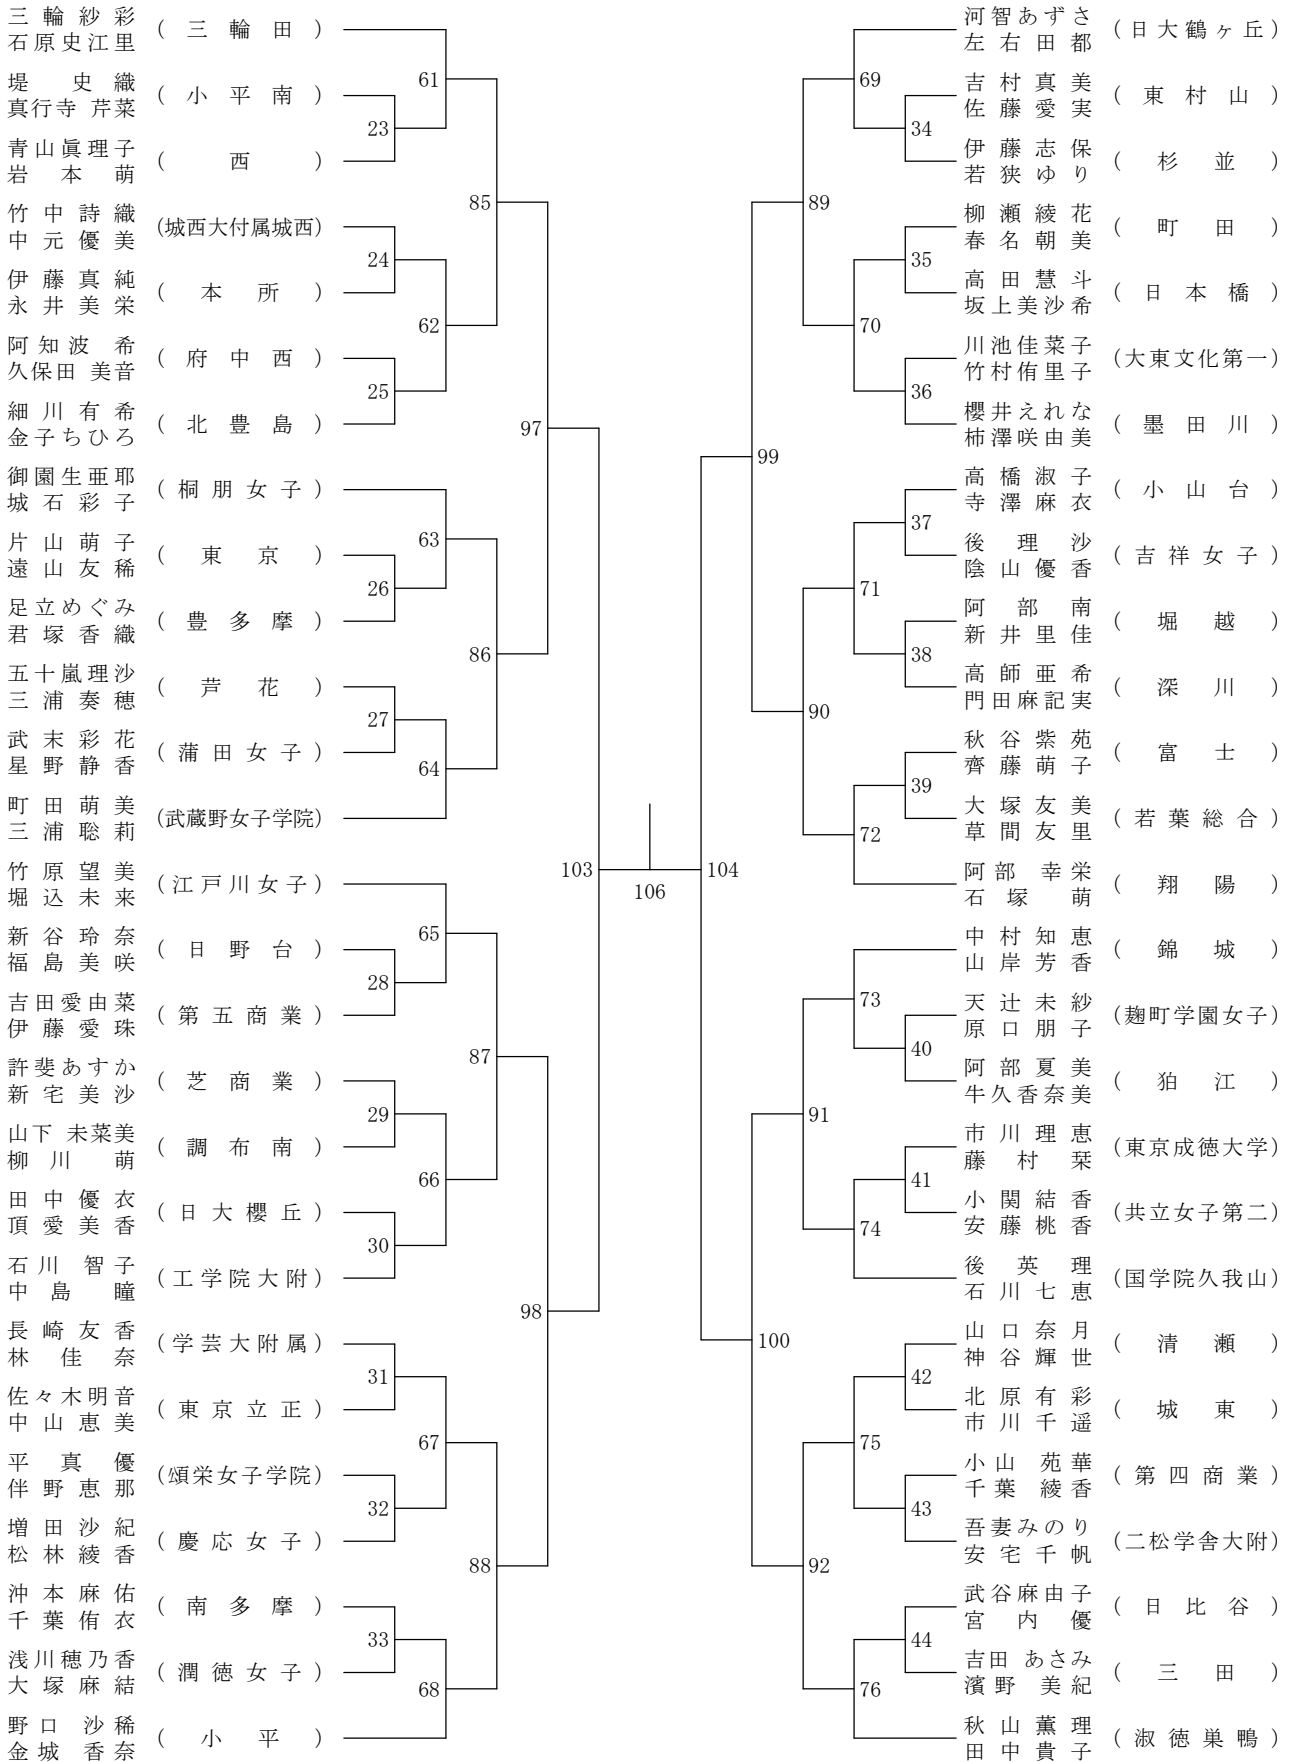 三輪紗彩
石原史江里
(三輪田)
堤史織
真行寺 芹菜
(小平南)
青山眞理子
岩本萌
(西)
竹中詩織
中元優美
(城西大付属城西)
伊藤真純
永井美栄
(本所)
阿知波 希
久保田 美音
(府中西)
細川有希
金子ちひろ
(北豊島)
御園生亜耶
城石彩子
(桐朋女子)
片山萌子
遠山友稀
(東京)
足立めぐみ
君塚香織
(豊多摩)
五十嵐理沙
三浦奏穂
(芦花)
武末彩花
星野静香
(蒲田女子)
町田萌美
三浦聡莉
(武蔵野女子学院)
竹原望美
堀込未来
(江戸川女子)
新谷玲奈
福島美咲
(日野台)
吉田愛由菜
伊藤愛珠
(第五商業)
許斐あすか
新宅美沙
(芝商業)
山下 未菜美
柳川萌
(調布南)
田中優衣
頂愛美香
(日大櫻丘)
石川 智子
中島瞳
(工学院大附)
長崎友香
林佳奈
(学芸大附属)
佐々木明音
中山恵美
(東京立正)
平真優
伴野恵那
(頌栄女子学院)
増田沙紀
松林綾香
(慶応女子)
沖本麻佑
千葉侑衣
(南多摩)
浅川穂乃香
大塚麻結
(潤徳女子)
野口 沙稀
金城 香奈
(小平)
61
23
85
24
62
25
97
63
26
86
27
64
103
65
28
87
29
66
30
98
31
67
32
88
33
68
106
104
69
34
89
35
70
36
99
37
71
38
90
39
72
73
40
91
41
74
100
42
75
43
92
44
76
河智あずさ
左右田都
(日大鶴ヶ丘)
吉村真美
佐藤愛実
(東村山)
伊藤志保
若狭ゆり
(杉並)
柳瀬綾花
春名朝美
(町田)
高田慧斗
坂上美沙希
(日本橋)
川池佳菜子
竹村侑里子
(大東文化第一)
櫻井えれな
柿澤咲由美
(墨田川)
高橋淑子
寺澤麻衣
(小山台)
後理沙
陰山優香
(吉祥女子)
阿部南
新井里佳
(堀越)
高師亜希
門田麻記実
(深川)
秋谷紫苑
齊藤萌子
(富士)
大塚友美
草間友里
(若葉総合)
阿部 幸栄
石塚萌
(翔陽)
中村知恵
山岸芳香
(錦城)
天辻未紗
原口朋子
(麹町学園女子)
阿部夏美
牛久香奈美
(狛江)
市川理恵
藤村栞
(東京成徳大学)
小関結香
安藤桃香
(共立女子第二)
後英理
石川七恵
(国学院久我山)
山口奈月
神谷輝世
(清瀬)
北原有彩
市川千遥
(城東)
小山 苑華
千葉 綾香
(第四商業)
吾妻みのり
安宅千帆
(二松学舎大附)
武谷麻由子
宮内優
(日比谷)
吉田 あさみ
濱野 美紀
(三田)
秋山薫理
田中貴子
(淑徳巣鴨)